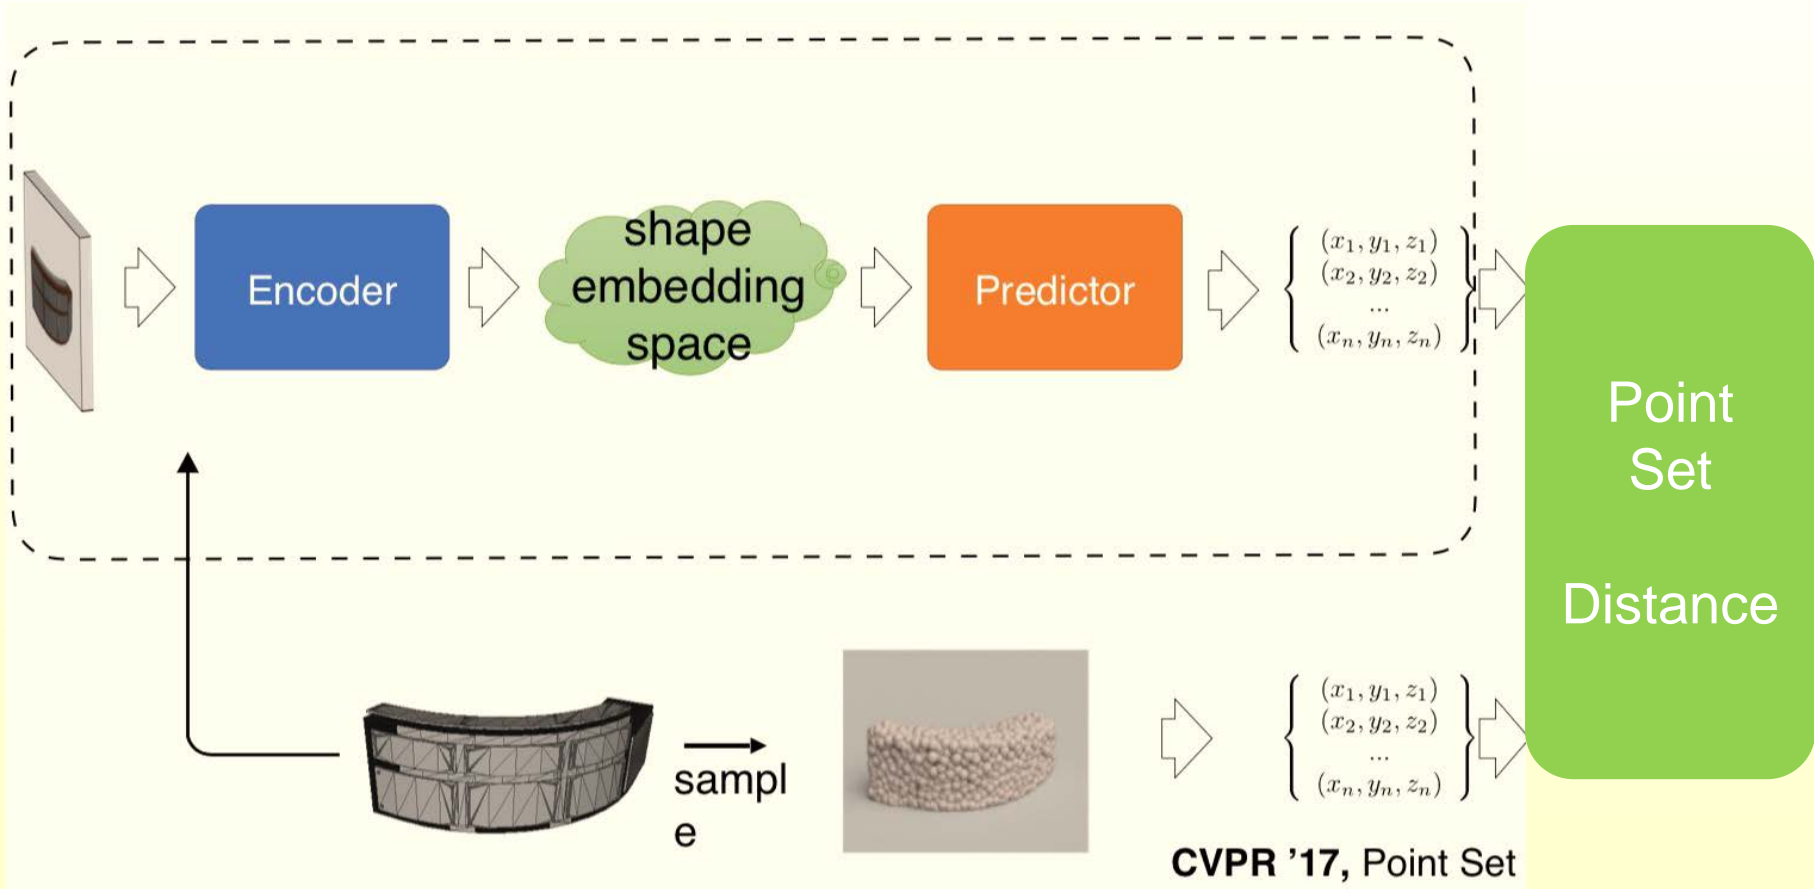 shape
embedding
space
Encoder
Predictor
(x₁, y₁, z₁)
(x₂, y₂, z₂)
...
(xₙ, yₙ, zₙ)
Point
Set
Distance
sampl
e
(x₁, y₁, z₁)
(x₂, y₂, z₂)
...
(xₙ, yₙ, zₙ)
CVPR ’17, Point Set